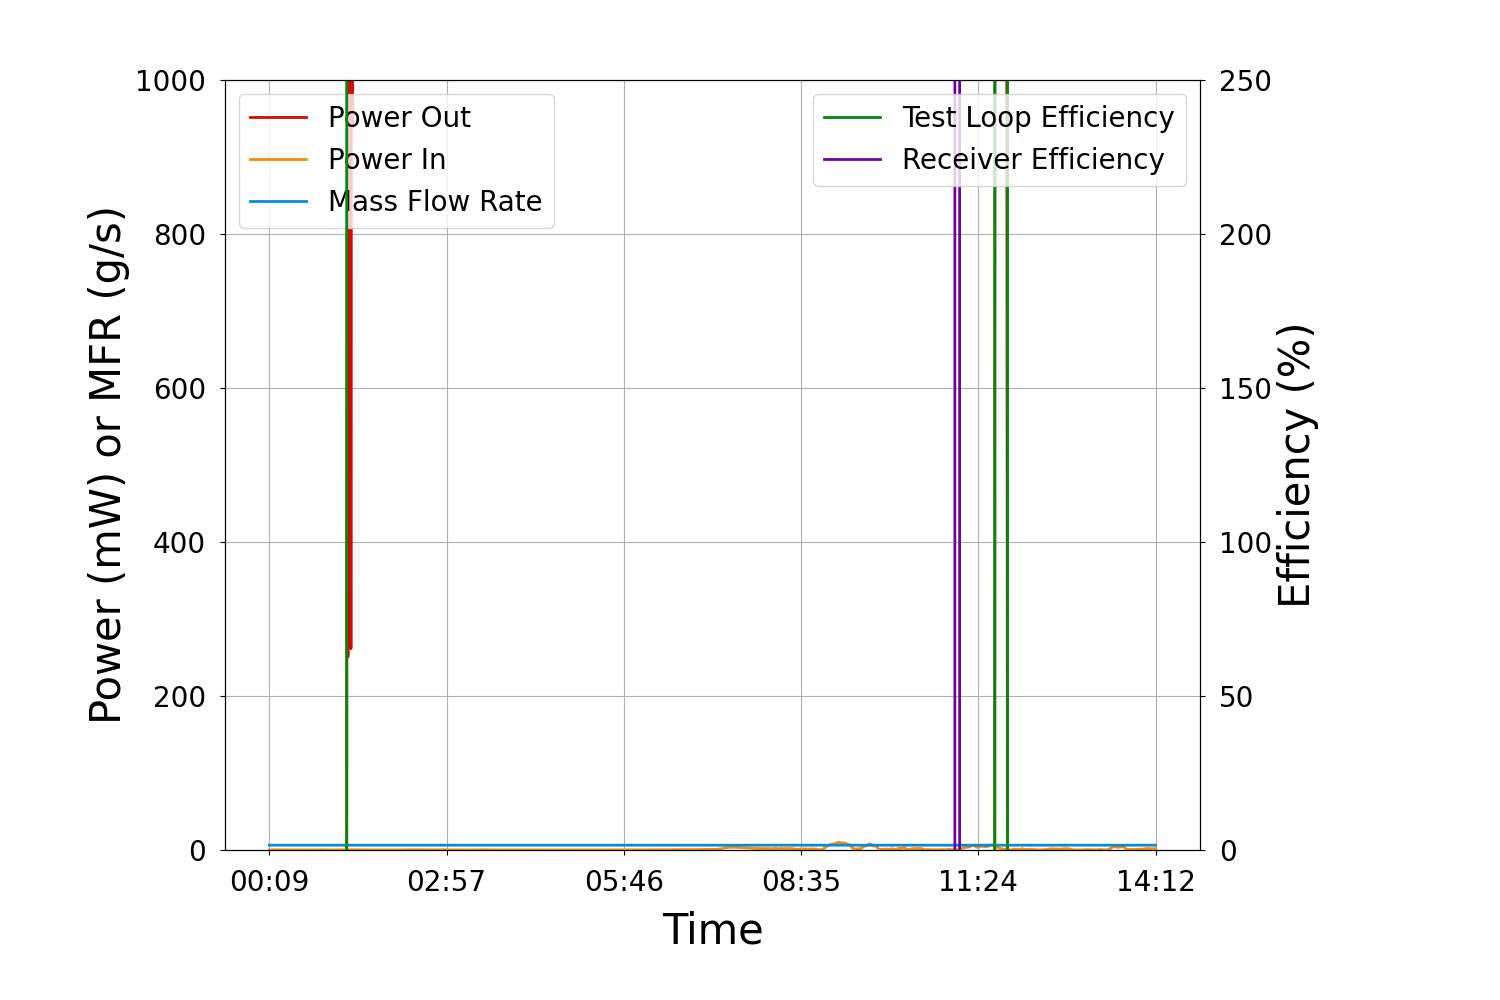 1000
800
600
400
200
0
Power (mW) or MFR (g/s)
Power Out
Power In
Mass Flow Rate
Test Loop Efficiency
Receiver Efficiency
250
200
150
100
50
0
Efficiency (%)
00:09 02:57 05:46 08:35 11:24 14:12
Time